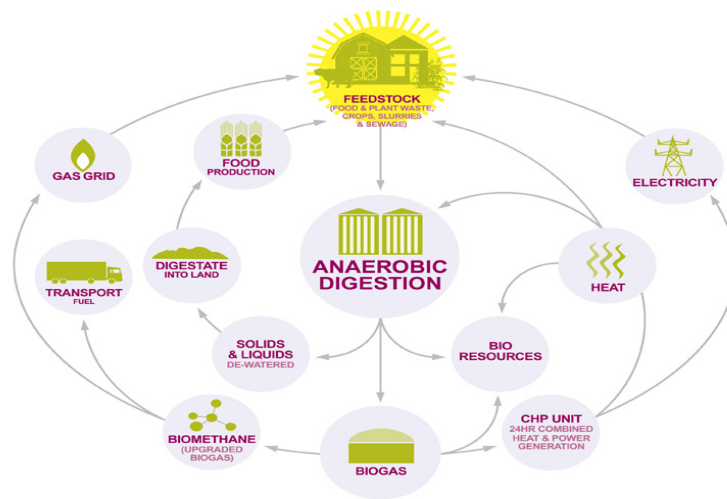 FEEDSTOCK
(FOOD & PLANT WASTE,
CROPS, SLURRIES
& SEWAGE)
GAS GRID
FOOD
PRODUCTION
ELECTRICITY
ANAEROBIC
DIGESTION
DIGESTATE
INTO LAND
TRANSPORT
FUEL
HEAT
SOLIDS
& LIQUIDS
DE-WATERED
BIO
RESOURCES
BIOMETHANE
(UPGRADED
BIOGAS)
BIOGAS
CHP UNIT
24HR COMBINED
HEAT & POWER
GENERATION